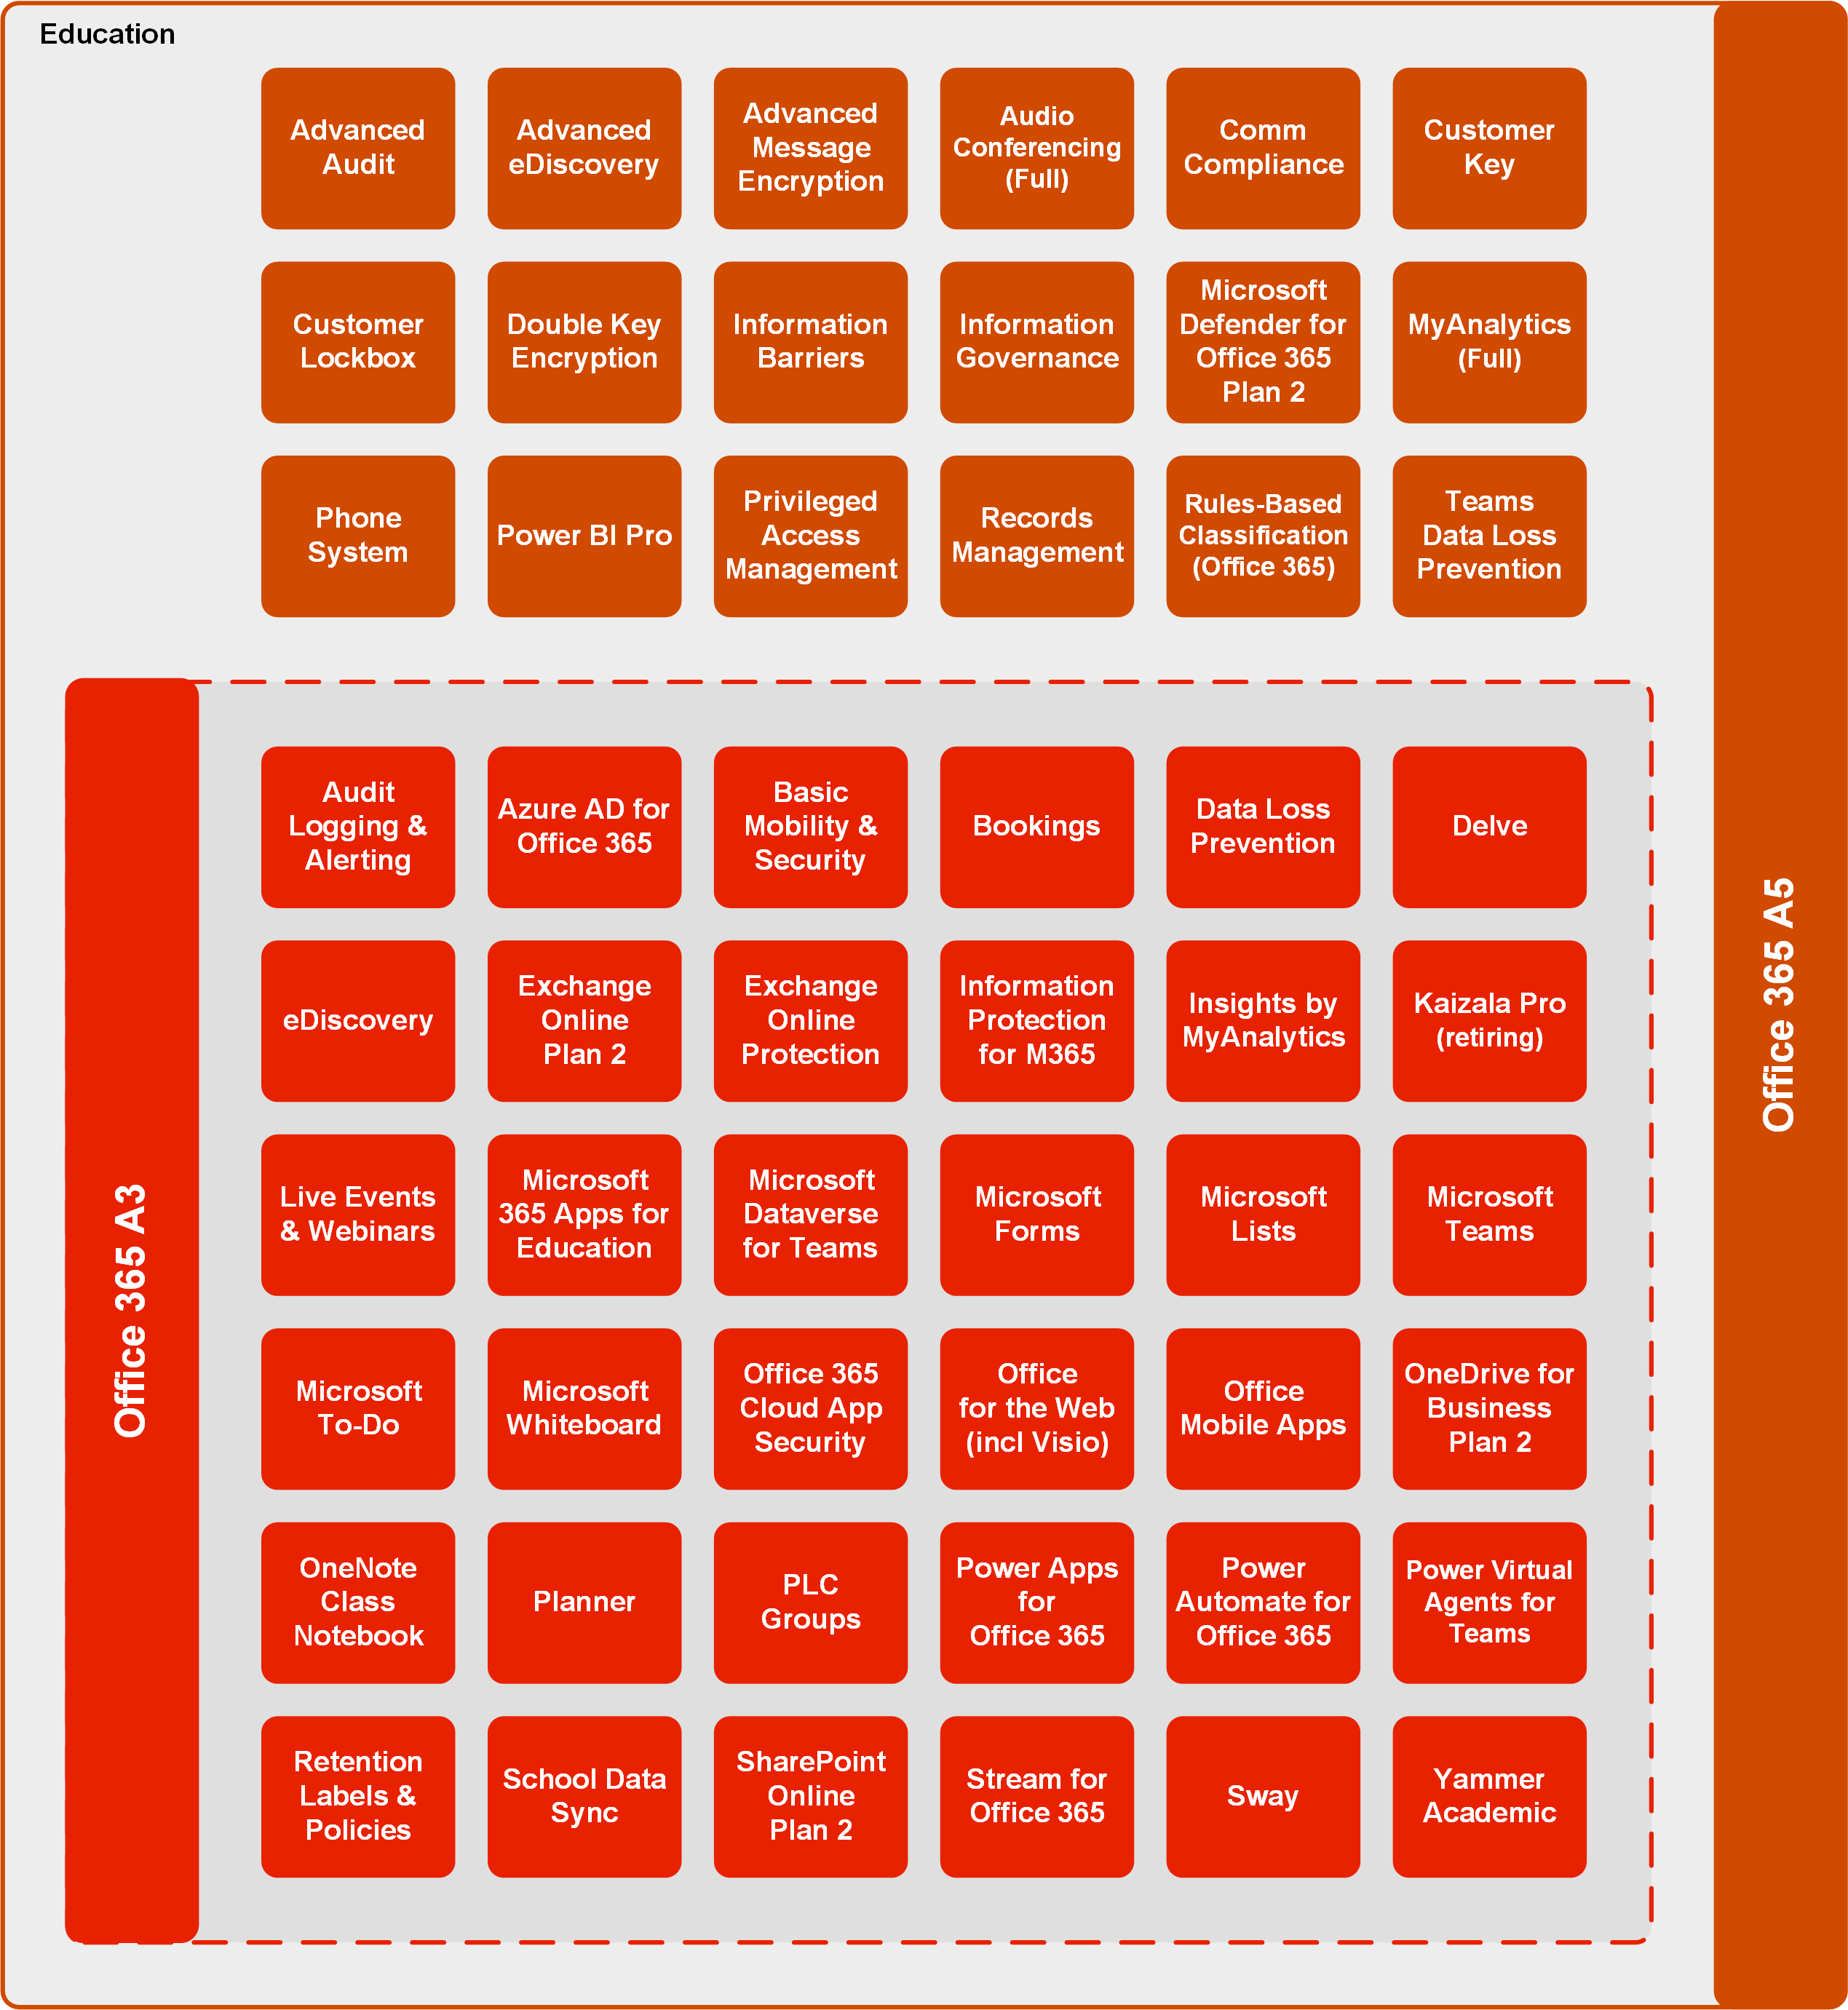 Education
Advanced
Audit
Advanced
eDiscovery
Advanced
Message
Encryption
Audio
Conferencing
(Full)
Comm
Compliance
Customer
Key
Customer
Lockbox
Double Key
Encryption
Information
Barriers
Information
Governance
Microsoft
Defender for
Office 365
Plan 2
MyAnalytics
(Full)
Phone
System
Power BI Pro
Privileged
Access
Management
Records
Management
Rules-Based
Classification
(Office 365)
Teams
Data Loss
Prevention
Office 365 A5
Office 365 A3
Audit
Logging &
Alerting
Azure AD for
Office 365
Basic
Mobility &
Security
Bookings
Data Loss
Prevention
Delve
eDiscovery
Exchange
Online
Plan 2
Exchange
Online
Protection
Information
Protection
for M365
Insights by
MyAnalytics
Kaizala Pro
(retiring)
Live Events
& Webinars
Microsoft
365 Apps for
Education
Microsoft
Dataverse
for Teams
Microsoft
Forms
Microsoft
Lists
Microsoft
Teams
Microsoft
To-Do
Microsoft
Whiteboard
Office 365
Cloud App
Security
Office
for the Web
(incl Visio)
Office
Mobile Apps
OneDrive for
Business
Plan 2
OneNote
Class
Notebook
Planner
PLC
Groups
Power Apps
for
Office 365
Power
Automate for
Office 365
Power Virtual
Agents for
Teams
Retention
Labels &
Policies
School Data
Sync
SharePoint
Online
Plan 2
Stream for
Office 365
Sway
Yammer
Academic